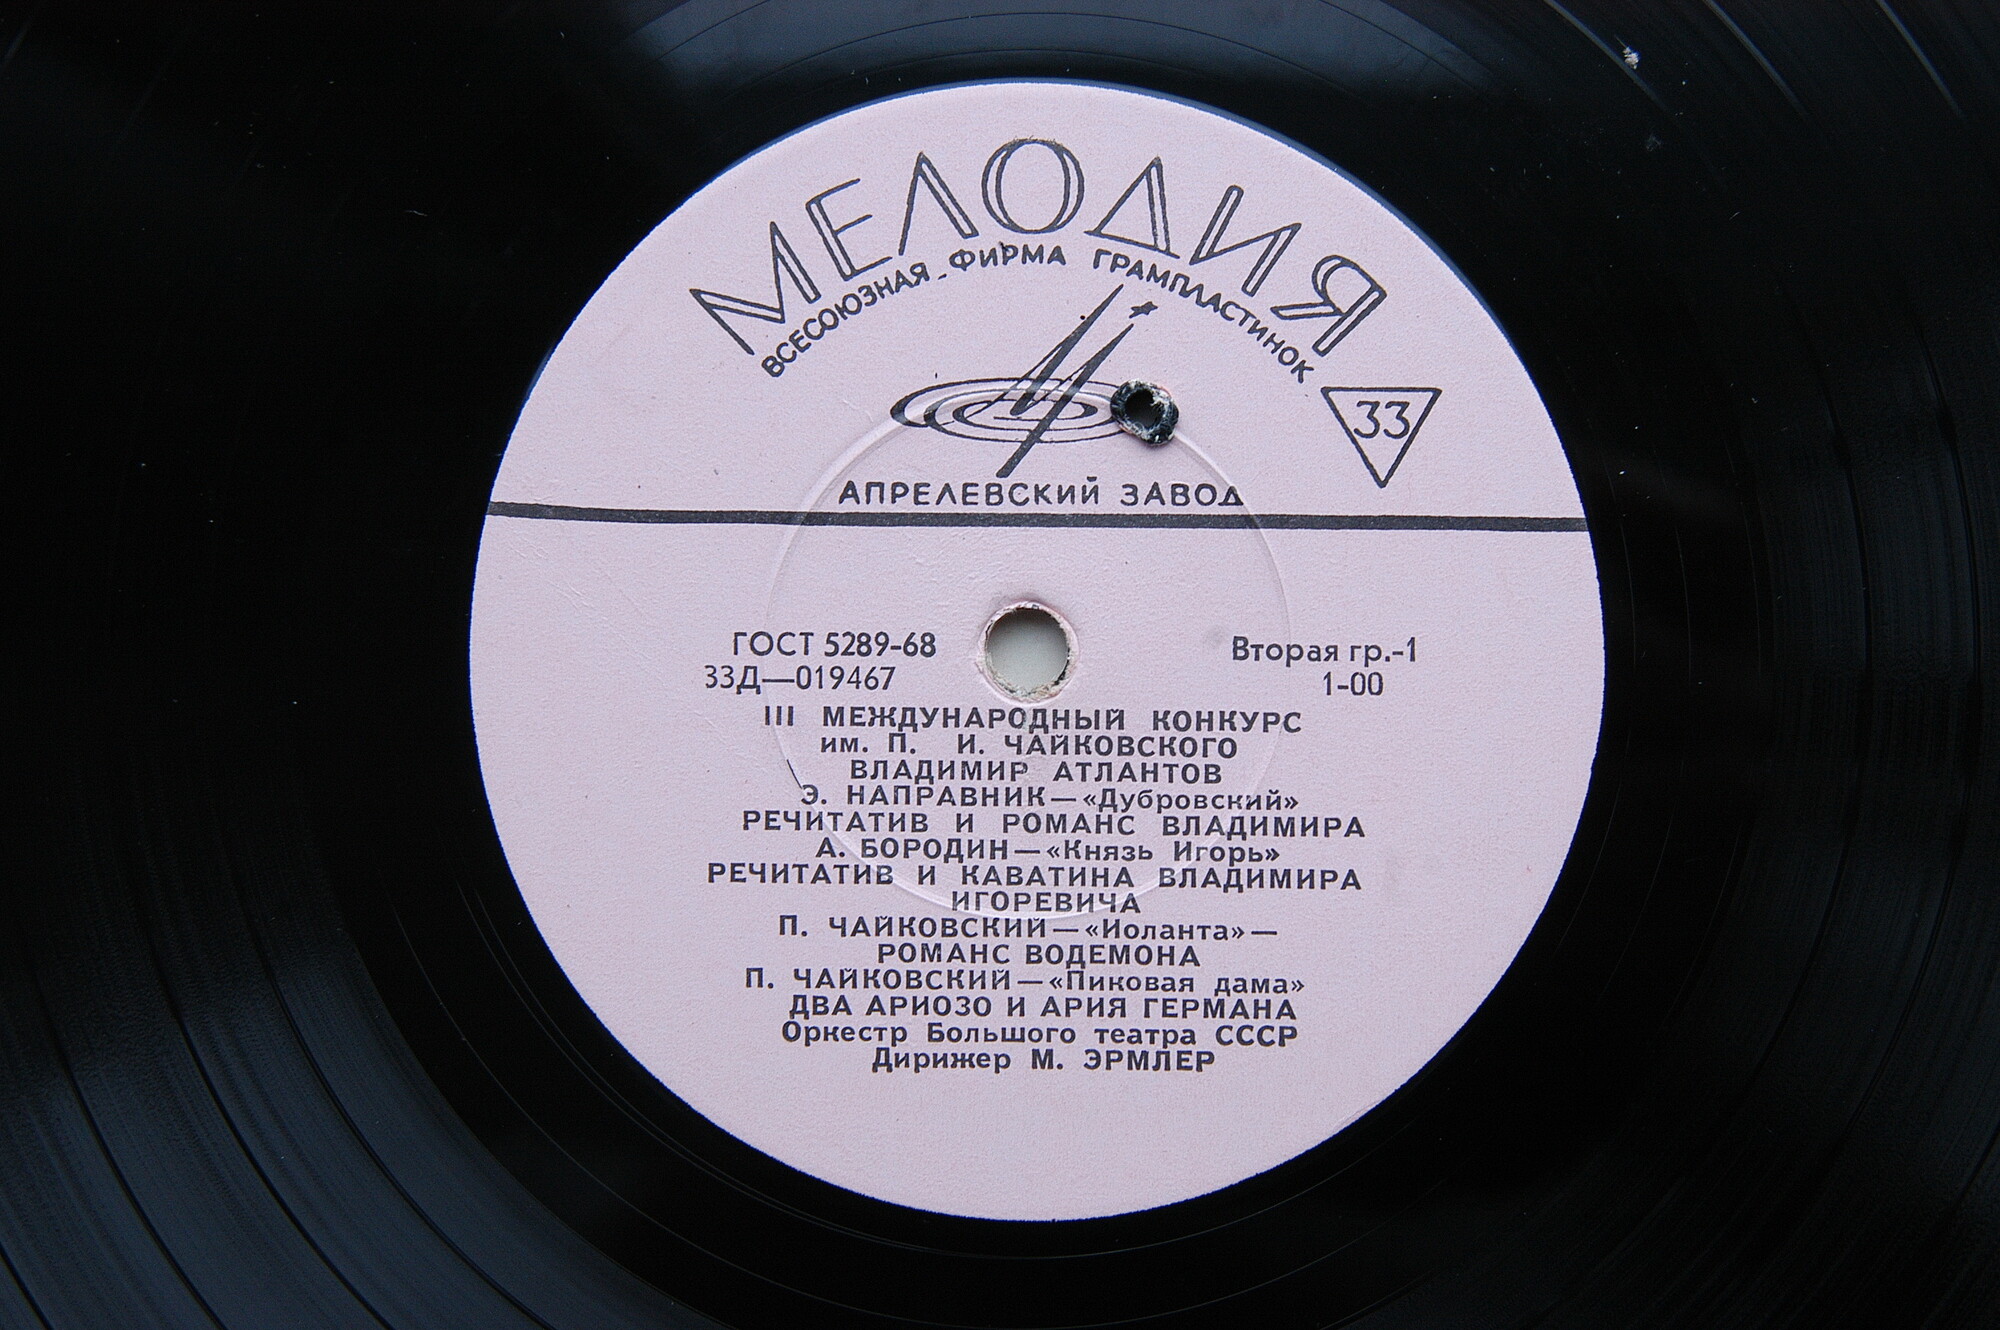 МЕЛОДИЯ
ВСЕСОЮЗНАЯ ФИРМА ГРАМПЛАСТИНОК
33
АПРЕЛЕВСКИЙ ЗАВОД
ГОСТ 5289-68
33Д—019467
Вторая гр.-1
1-00
III МЕЖДУНАРОДНЫЙ КОНКУРС
им. П. И. ЧАЙКОВСКОГО
ВЛАДИМИР АТЛАНТОВ
Э. НАПРАВНИК—«Дубровский»
РЕЧИТАТИВ И РОМАНС ВЛАДИМИРА
А. БОРОДИН—«Князь Игорь»
РЕЧИТАТИВ И КАВАТИНА ВЛАДИМИРА
ИГОРЕВИЧА
П. ЧАЙКОВСКИЙ—«Иоланта»—
РОМАНС ВОДЕМОНА
П. ЧАЙКОВСКИЙ—«Пиковая дама»
ДВА АРИОЗО И АРИЯ ГЕРМАНА
Оркестр Большого театра СССР
Дирижер М. ЭРМЛЕР